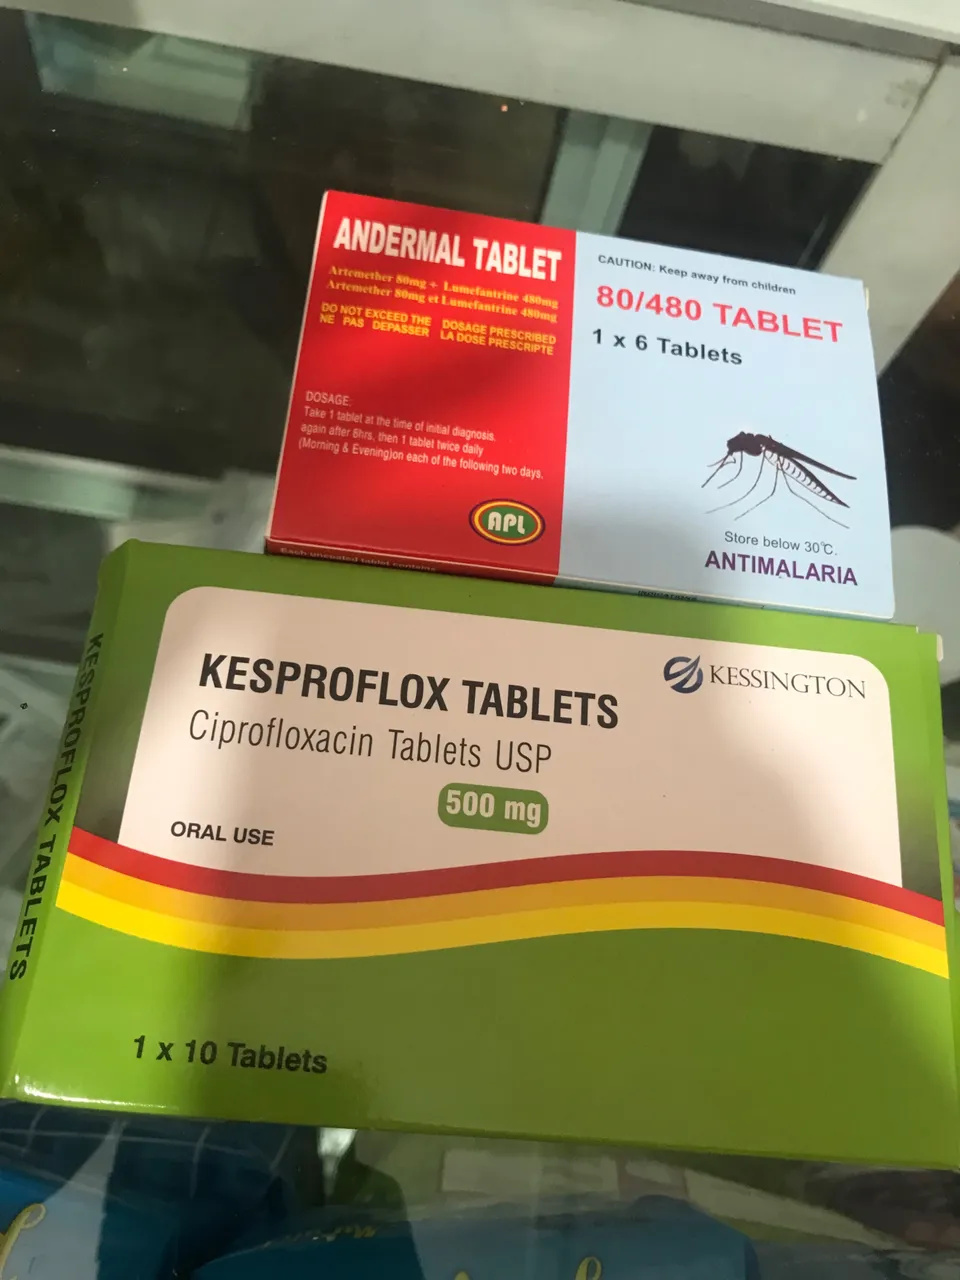 ANDERMAL TABLET
Artemether 80mg + Lumefantrine 480mg
Artemether 80mg et Lumefantrine 480mg
DO NOT EXCEED THE DOSAGE PRESCRIBED
NE PAS DEPASSER LA DOSE PRESCRIPTE
DOSAGE:
Take 1 tablet at the time of initial diagnosis.
again after 8hrs, then 1 tablet twice daily
(Morning & Evening)on each of the following two days.
APL
Each uncoated tablet contains
CAUTION: Keep away from children
80/480 TABLET
1 x 6 Tablets
Store below 30°C.
ANTIMALARIA
KESPROFLOX TABLETS
KESSINGTON
KESPROFLOX TABLETS
Ciprofloxacin Tablets USP
500 mg
ORAL USE
1 x 10 Tablets